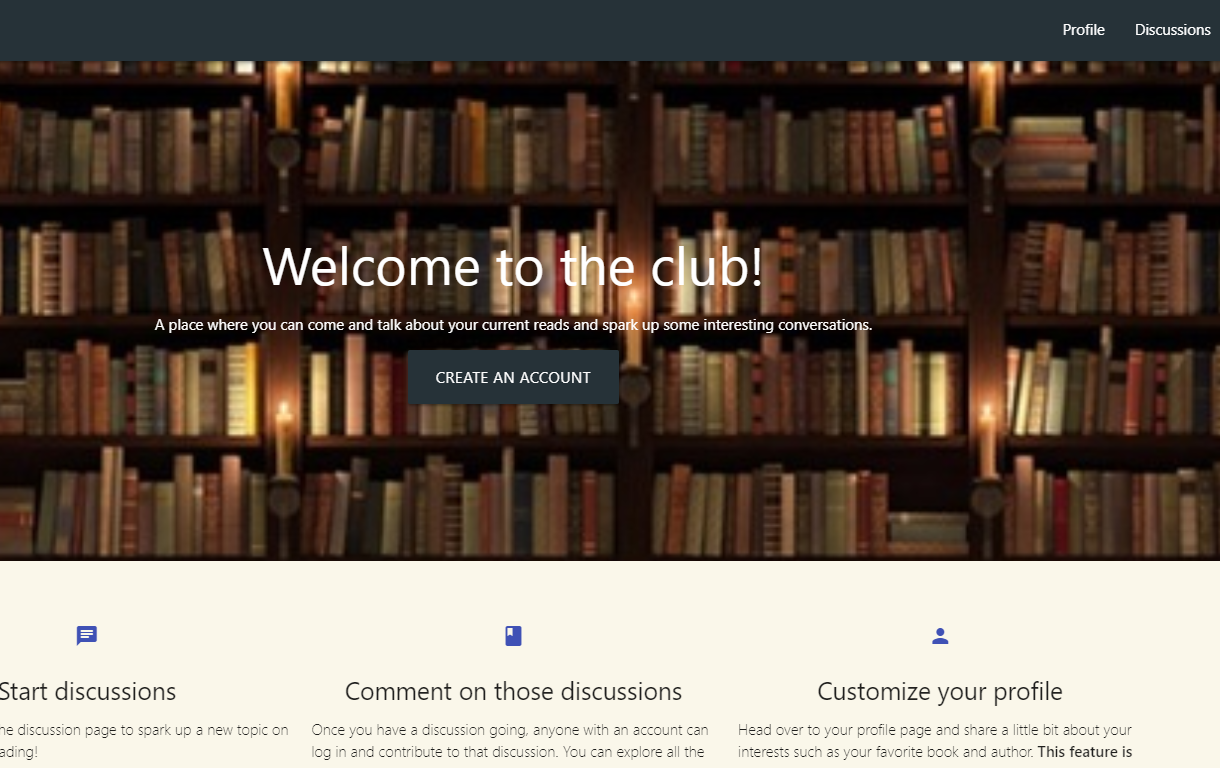 Profile Discussions
Welcome to the club!
A place where you can come and talk about your current reads and spark up some interesting conversations.
CREATE AN ACCOUNT
Start discussions
discussion page to spark up a new topic on
Comment on those discussions
Once you have a discussion going, anyone with an account can
log in and contribute to that discussion. You can explore all the
Customize your profile
Head over to your profile page and share a little bit about your
interests such as your favorite book and author. This feature is